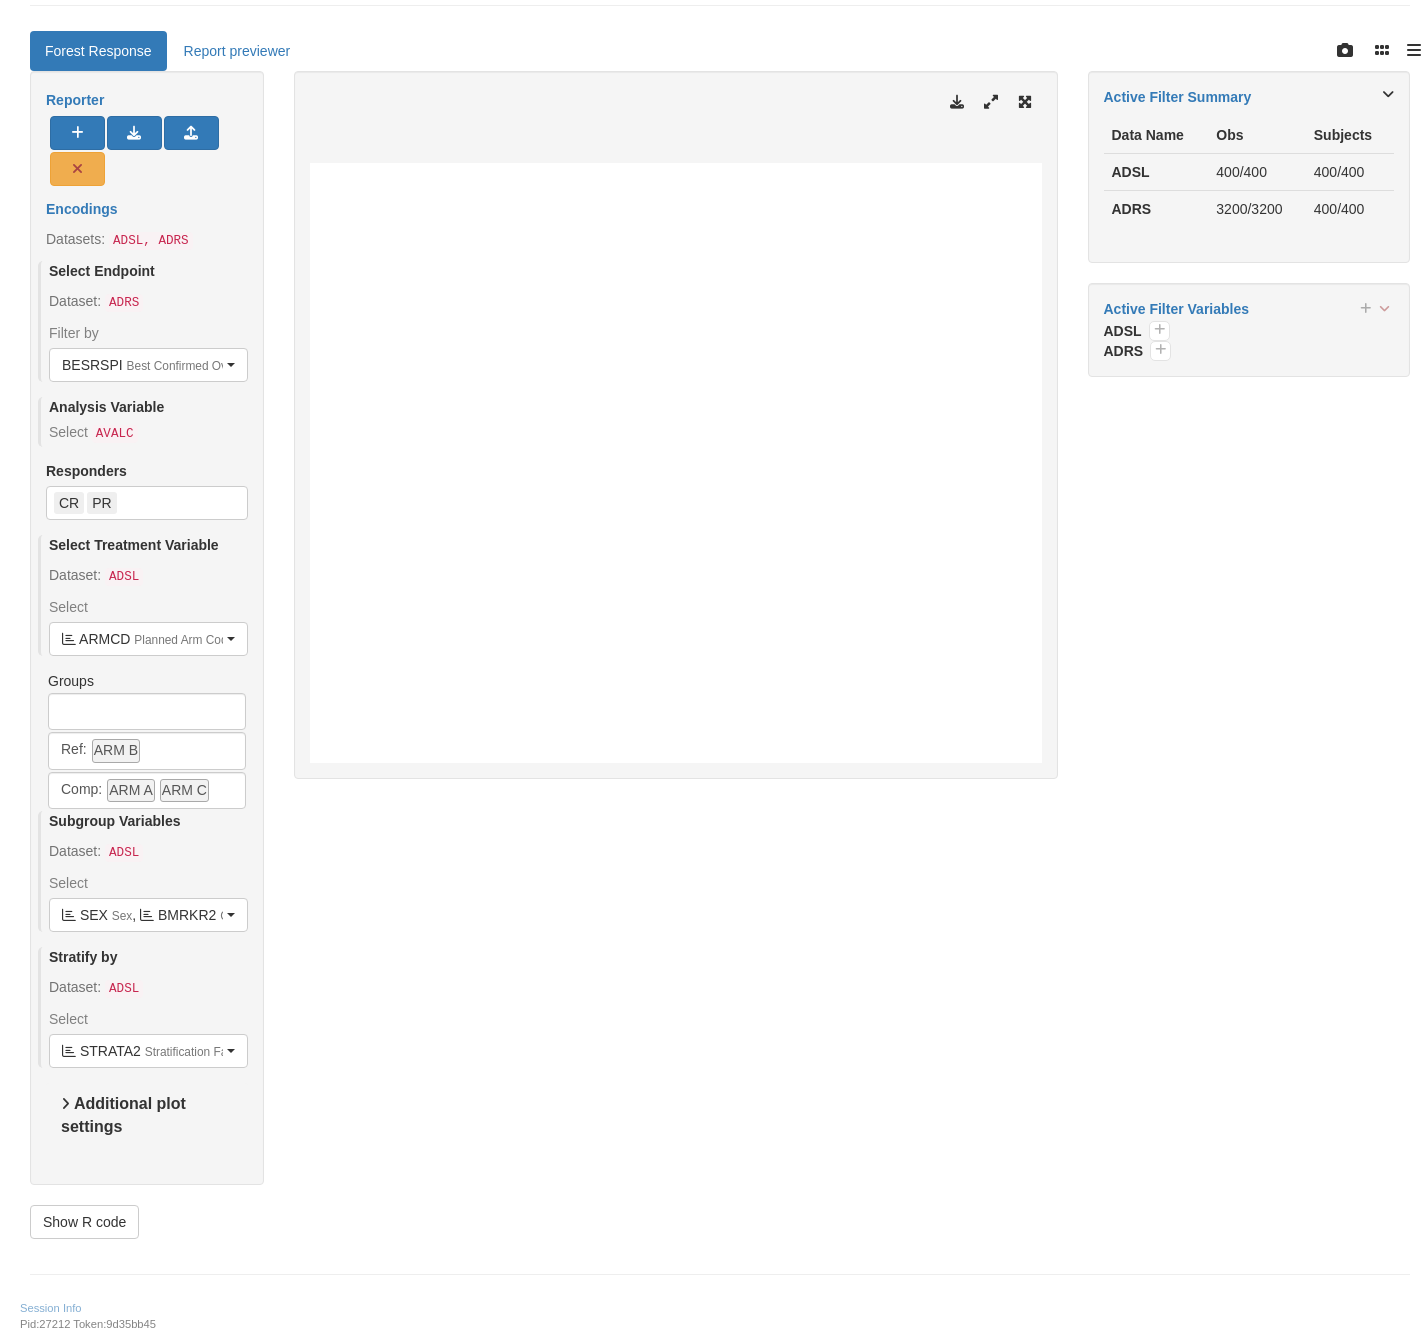 Forest Response
Report previewer
Reporter
Encodings
Datasets: ADSL, ADRS
Select Endpoint
Dataset: ADRS
Filter by
BESRSPI Best Confirmed
Analysis Variable
Select AVALC
Responders
CR PR
Select Treatment Variable
Dataset: ADSL
Select
ARMCD Planned Arm
Groups
Ref: ARM B
Comp: ARM A ARM C
Subgroup Variables
Dataset: ADSL
Select
SEX Sex, BMRKR2
Stratify by
Dataset: ADSL
Select
STRATA2 Stratification
Additional plot
settings
Show R code
Active Filter Summary
Data Name Obs Subjects
ADSL 400/400 400/400
ADRS 3200/3200 400/400
Active Filter Variables
ADSL
ADRS
Session Info
Pid:27212 Token:9d35bb45